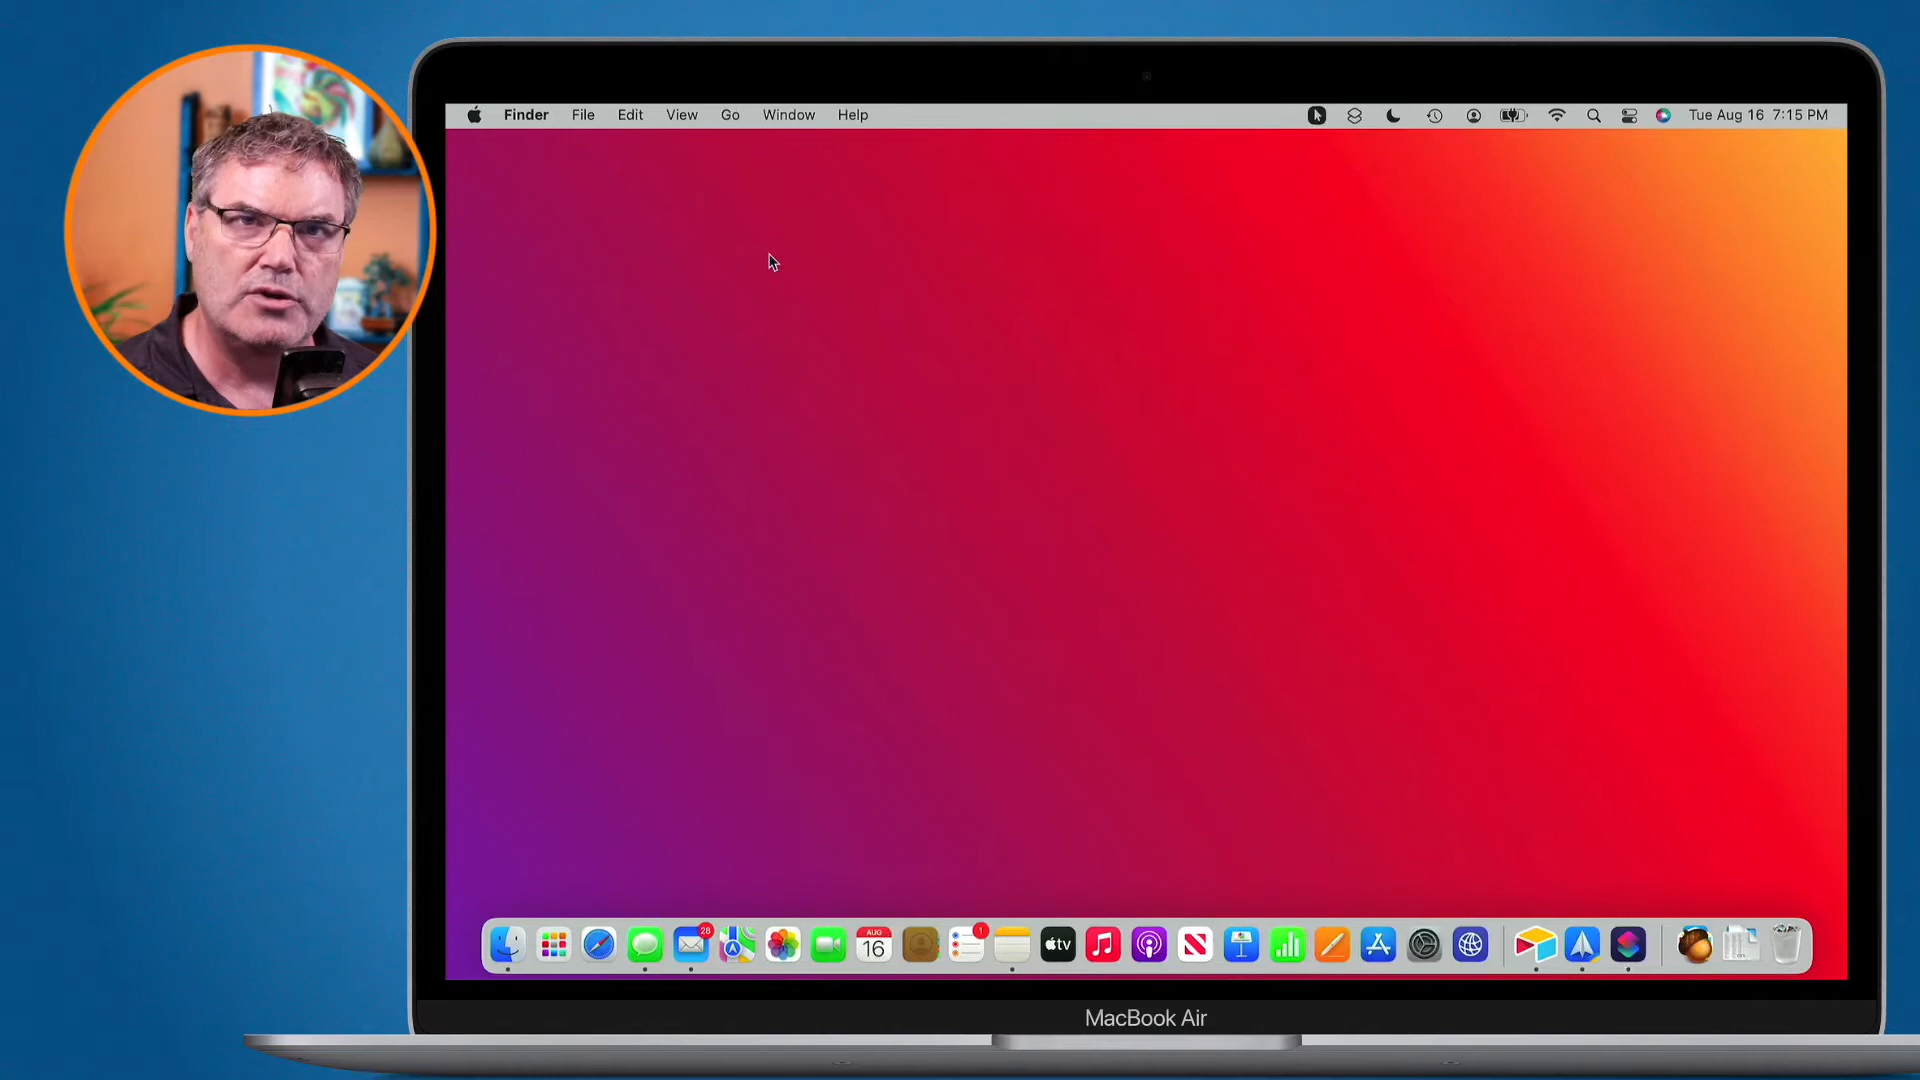 Finder File Edit View Go Window Help Tue Aug 16 7:15 PM
28 AUG 16 1 tv
MacBook Air